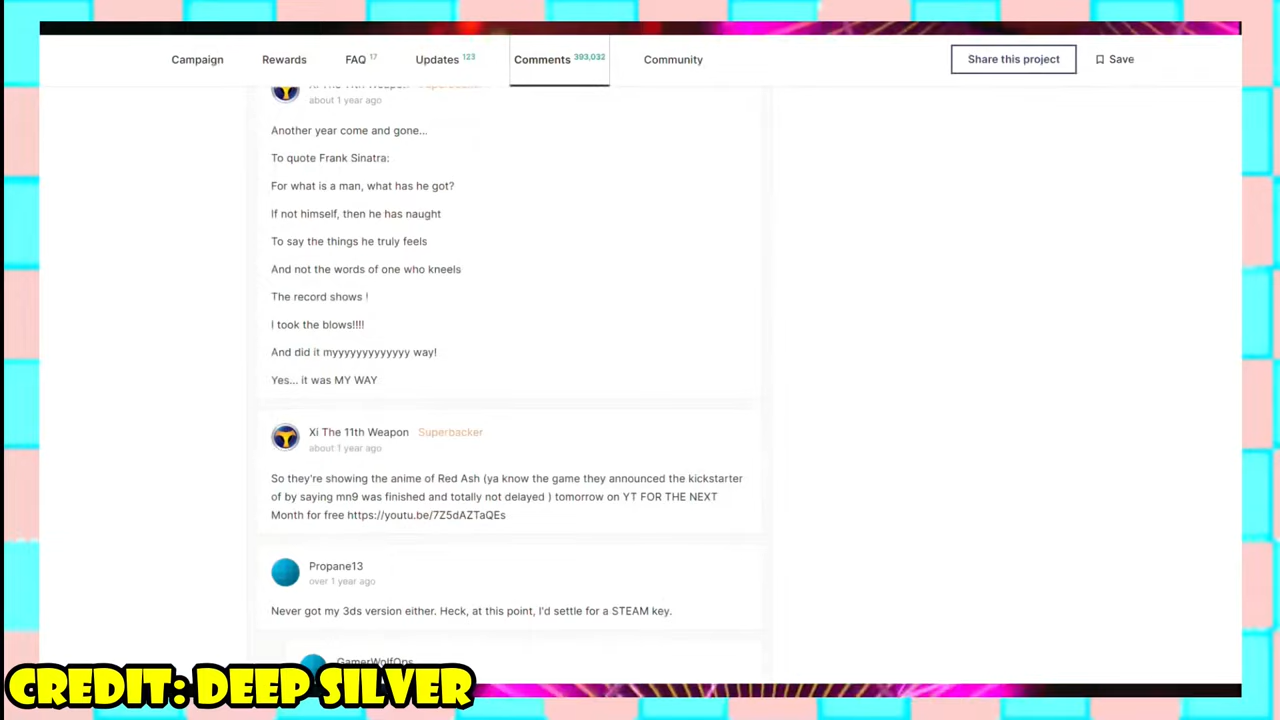 Campaign Rewards FAQ 17 Updates 123 Comments 393,032 Community Share this project Save
about 1 year ago
Another year come and gone...
To quote Frank Sinatra:
For what is a man, what has he got?
If not himself, then he has naught
To say the things he truly feels
And not the words of one who kneels
The record shows !
I took the blows!!!!
And did it myyyyyyyyyyyyy way!
Yes... it was MY WAY
Xi The 11th Weapon Superbacker
about 1 year ago
So they're showing the anime of Red Ash (ya know the game they announced the kickstarter
of by saying mn9 was finished and totally not delayed ) tomorrow on YT FOR THE NEXT
Month for free https://youtu.be/7Z5dAZTaQEs
Propane13
over 1 year ago
Never got my 3ds version either. Heck, at this point, I'd settle for a STEAM key.
GamerWolfOps
CREDIT: DEEP SILVER